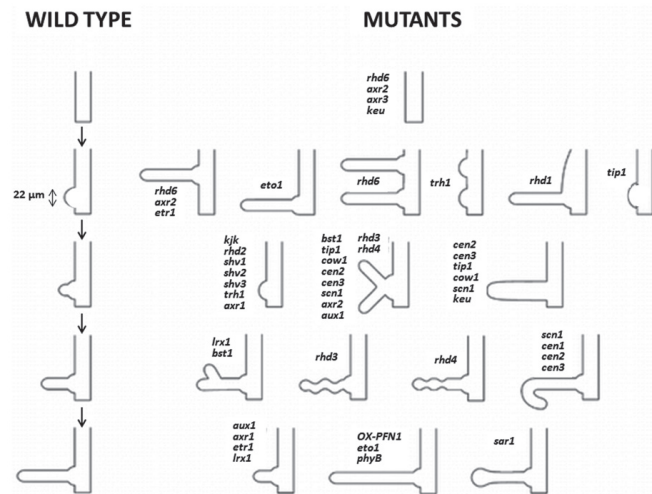 WILD TYPE
MUTANTS
rhd6
axr2
axr3
keu
22 µm
rhd6
axr2
etr1
eto1
rhd6
trh1
rhd1
tip1
kjk
rhd2
shv1
shv2
shv3
trh1
axr1
bst1
tip1
cow1
cen2
cen3
scn1
axr2
aux1
rhd3
rhd4
cen2
cen3
tip1
cow1
scn1
keu
lrx1
bst1
rhd3
rhd4
scn1
cen1
cen2
cen3
aux1
axr1
etr1
lrx1
OX-PFN1
eto1
phyB
sar1